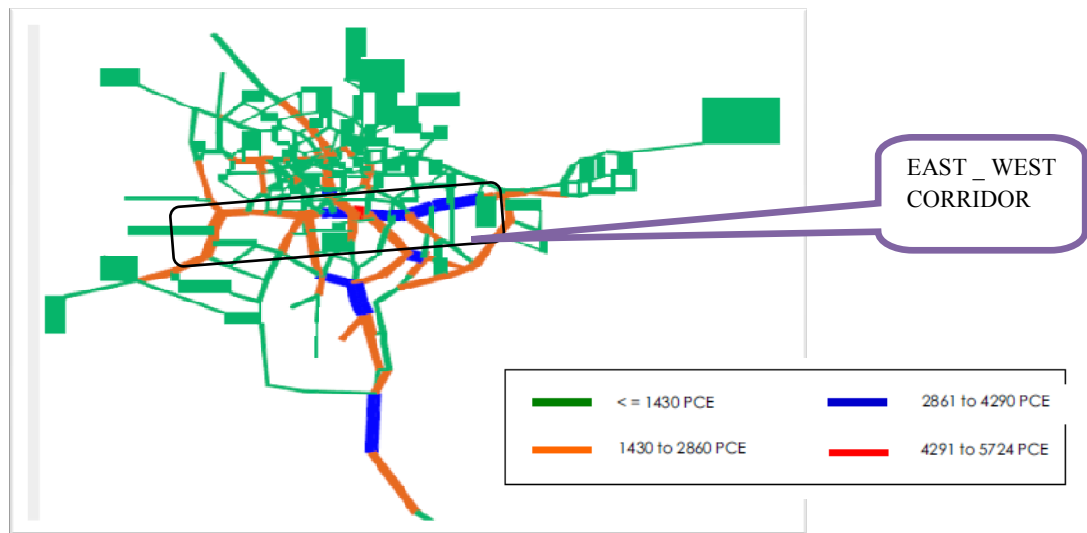 EAST _ WEST
CORRIDOR
< = 1430 PCE
2861 to 4290 PCE
1430 to 2860 PCE
4291 to 5724 PCE